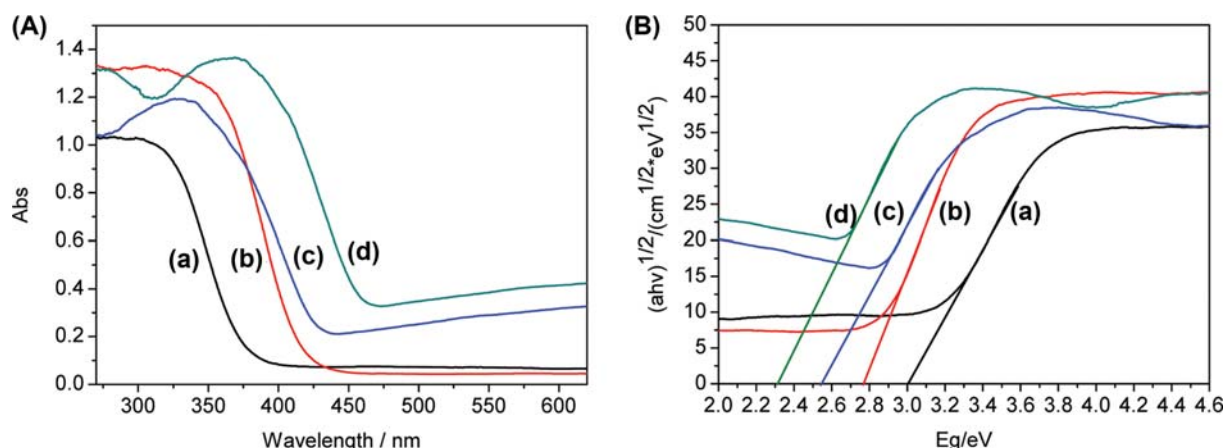 (A)
Abs
1.4
1.2
1.0
0.8
0.6
0.4
0.2
0.0
(a)
(b)
(c)
(d)
300 350 400 450 500 550 600
Wavelength / nm
(B)
(ahv)1/2/(cm1/2*eV1/2)
50
45
40
35
30
25
20
15
10
5
0
(d)
(c)
(b)
(a)
2.0 2.2 2.4 2.6 2.8 3.0 3.2 3.4 3.6 3.8 4.0 4.2 4.4 4.6
Eg/eV